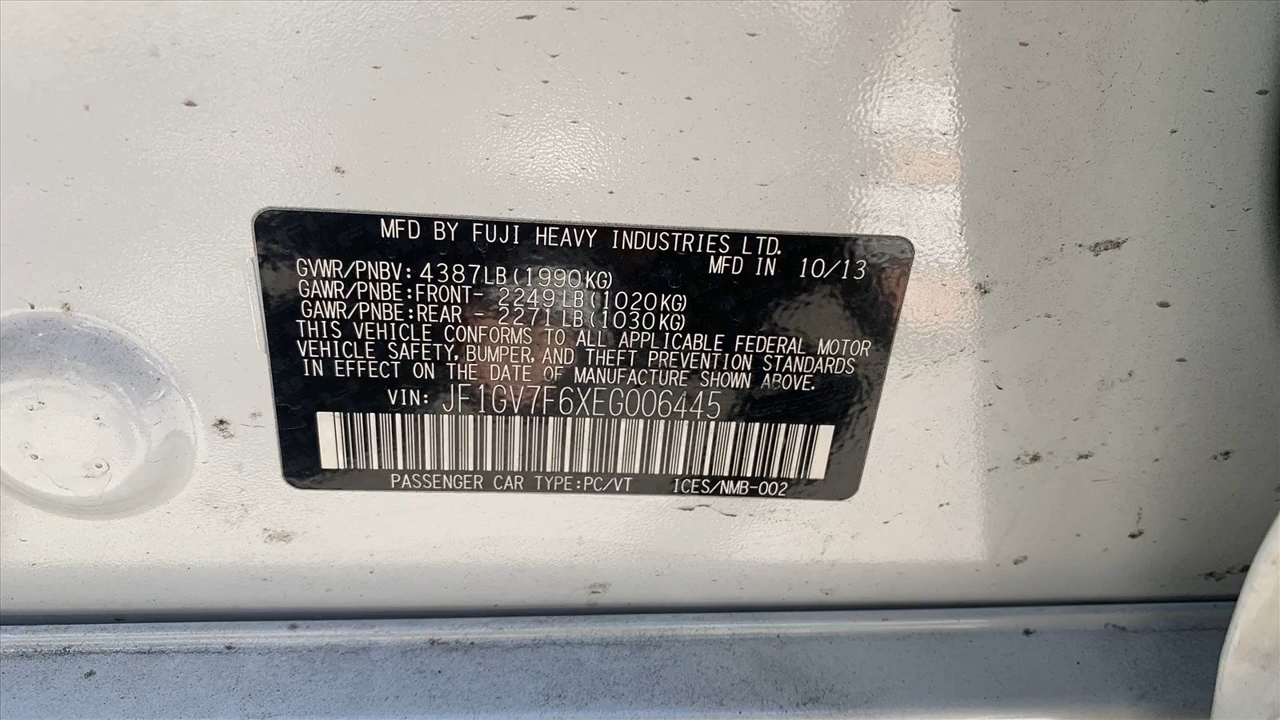 MFD BY FUJI HEAVY INDUSTRIES LTD.
MFD IN 10/13
GVWR/PNBV: 4387LB(1990KG)
GAWR/PNBE:FRONT- 2249LB(1020KG)
GAWR/PNBE:REAR - 2271LB(1030KG)
THIS VEHICLE CONFORMS TO ALL APPLICABLE FEDERAL MOTOR
VEHICLE SAFETY, BUMPER, AND THEFT PREVENTION STANDARDS
IN EFFECT ON THE DATE OF MANUFACTURE SHOWN ABOVE.
VIN: JF1GV7F6XEG006445
PASSENGER CAR TYPE:PC/VT ICES/NMB-002